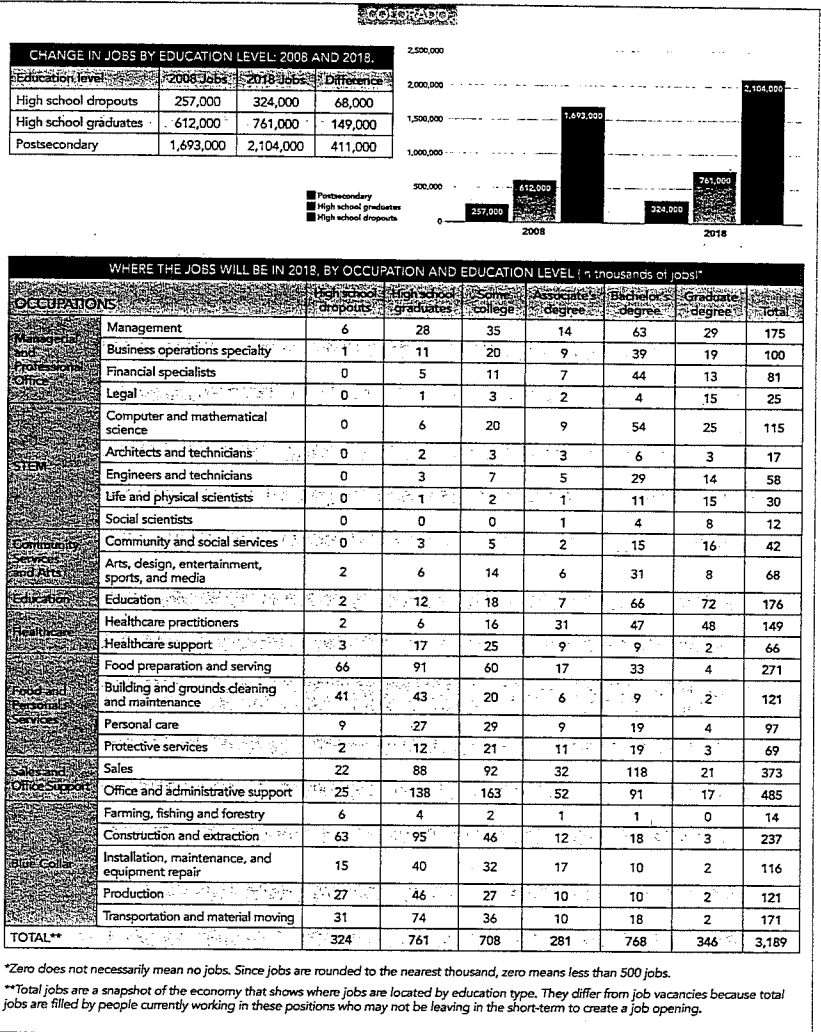 COLORADO
CHANGE IN JOBS BY EDUCATION LEVEL: 2008 AND 2018.
Education level 2008 Jobs 2018 Jobs Difference
High school dropouts 257,000 324,000 68,000
High school graduates 612,000 761,000 149,000
Postsecondary 1,693,000 2,104,000 411,000
2,500,000
2,000,000
1,500,000
1,000,000
500,000
0
257,000 612,000 1,693,000 324,000 761,000 2,104,000
2008 2018
Postsecondary
High school graduates
High school dropouts
WHERE THE JOBS WILL BE IN 2018, BY OCCUPATION AND EDUCATION LEVEL (in thousands of jobs)*
OCCUPATIONS High school dropouts High school graduates Some college Associate's degree Bachelor's degree Graduate degree Total
Managerial and Professional Office
Management 6 28 35 14 63 29 175
Business operations specialty 1 11 20 9 39 19 100
Financial specialists 0 5 11 7 44 13 81
Legal 0 1 3 2 4 15 25
STEM
Computer and mathematical science 0 6 20 9 54 25 115
Architects and technicians 0 2 3 3 6 3 17
Engineers and technicians 0 3 7 5 29 14 58
Life and physical scientists 0 1 2 1 11 15 30
Social scientists 0 0 0 1 4 8 12
Community Services and Arts
Community and social services 0 3 5 2 15 16 42
Arts, design, entertainment, sports, and media 2 6 14 6 31 8 68
Education
Education 2 12 18 7 66 72 176
Healthcare
Healthcare practitioners 2 6 16 31 47 48 149
Healthcare support 3 17 25 9 9 2 66
Food and Personal Services
Food preparation and serving 66 91 60 17 33 4 271
Building and grounds cleaning and maintenance 41 43 20 6 9 2 121
Personal care 9 27 29 9 19 4 97
Protective services 2 12 21 11 19 3 69
Sales and Office Support
Sales 22 88 92 32 118 21 373
Office and administrative support 25 138 163 52 91 17 485
Blue Collar
Farming, fishing and forestry 6 4 2 1 1 0 14
Construction and extraction 63 95 46 12 18 3 237
Installation, maintenance, and equipment repair 15 40 32 17 10 2 116
Production 27 46 27 10 10 2 121
Transportation and material moving 31 74 36 10 18 2 171
TOTAL** 324 761 708 281 768 346 3,189
*Zero does not necessarily mean no jobs. Since jobs are rounded to the nearest thousand, zero means less than 500 jobs.
**Total jobs are a snapshot of the economy that shows where jobs are located by education type. They differ from job vacancies because total
jobs are filled by people currently working in these positions who may not be leaving in the short-term to create a job opening.